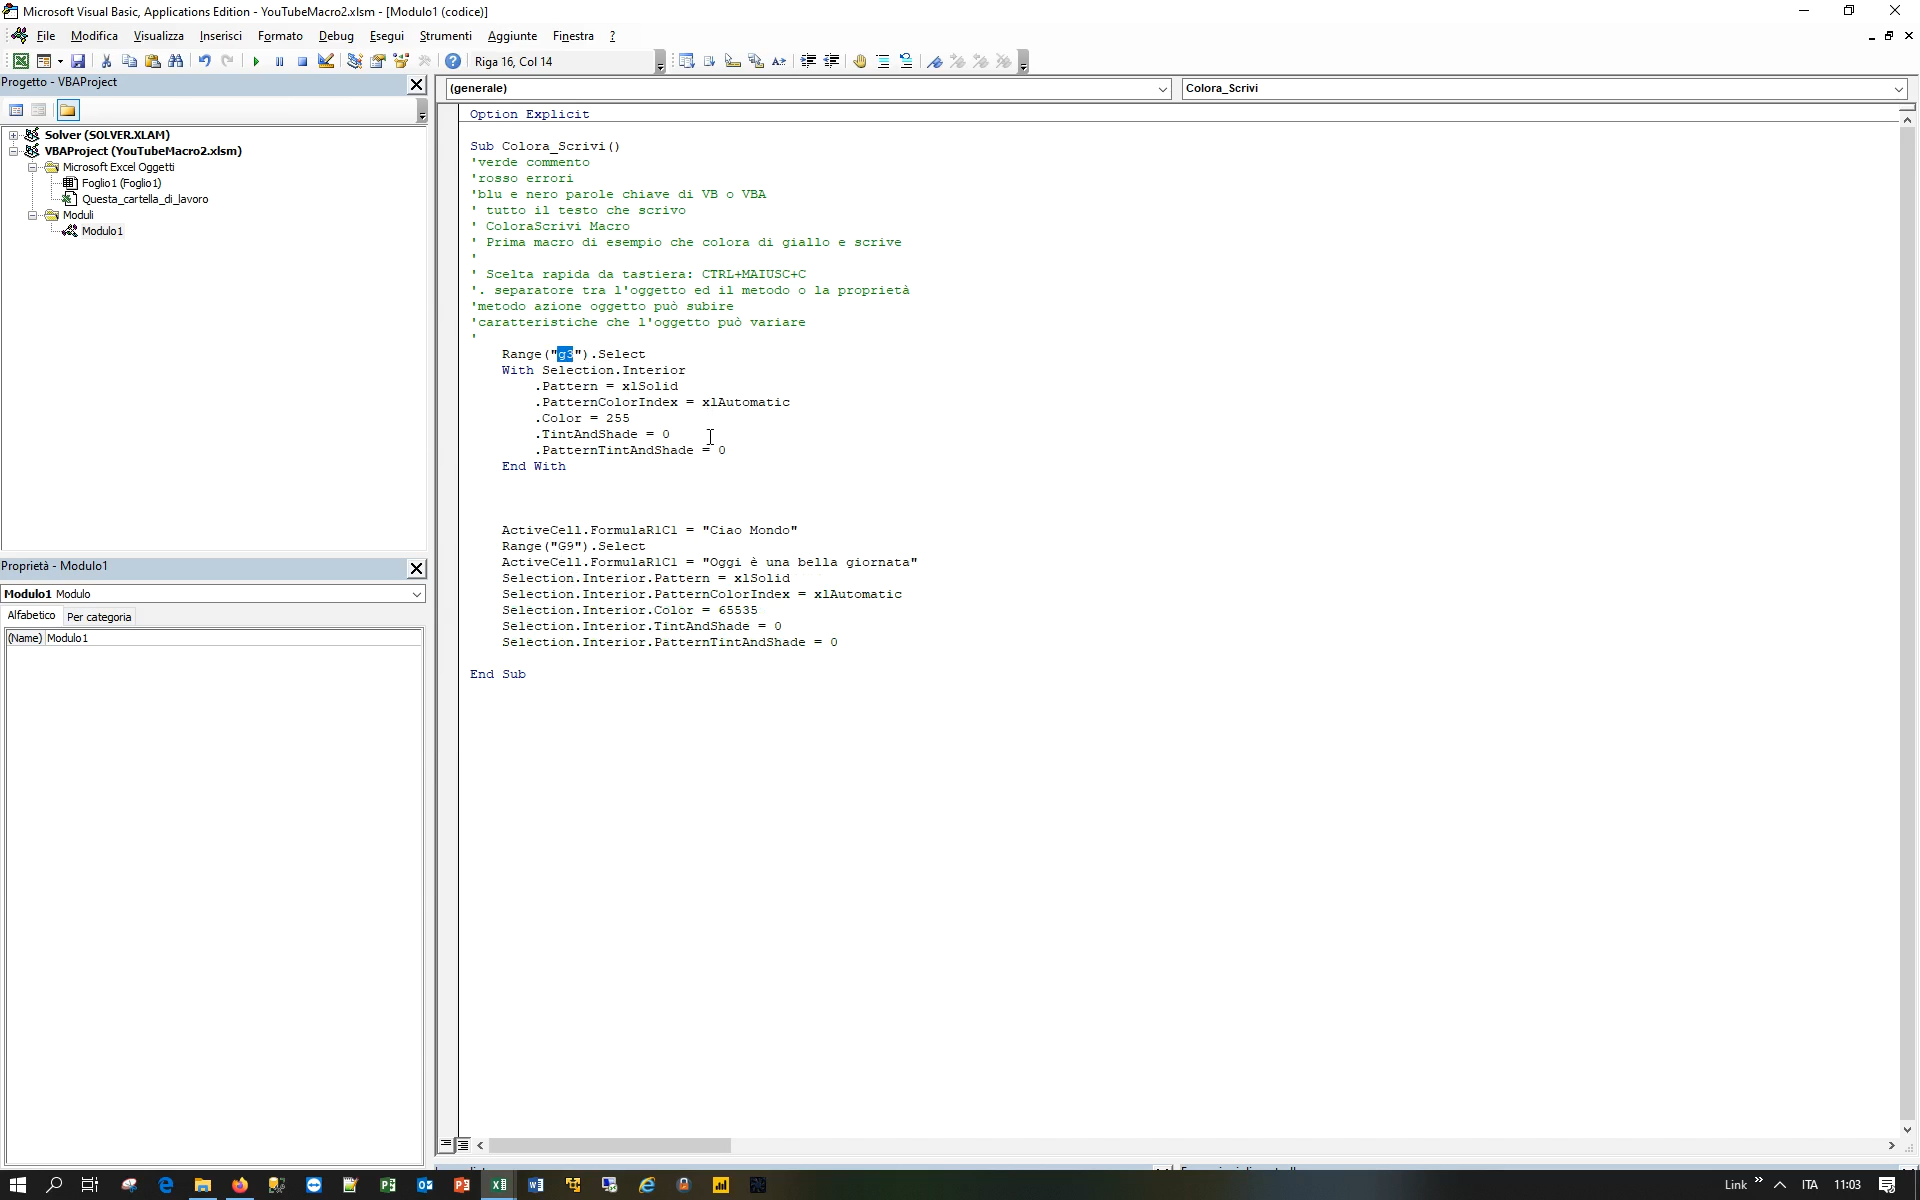 Microsoft Visual Basic, Applications Edition - YouTubeMacro2.xlsm - [Modulo1 (codice)]
File Modifica Visualizza Inserisci Formato Debug Esegui Strumenti Aggiunte Finestra ?
Riga 16, Col 14
Progetto - VBAProject
Solver (SOLVER.XLAM)
VBAProject (YouTubeMacro2.xlsm)
Microsoft Excel Oggetti
Foglio1 (Foglio1)
Questa_cartella_di_lavoro
Moduli
Modulo1
Proprietà - Modulo1
Modulo1 Modulo
Alfabetico Per categoria
(Name) Modulo1
(generale) Colora_Scrivi
Option Explicit
Sub Colora_Scrivi()
'verde commento
'rosso errori
'blu e nero parole chiave di VB o VBA
' tutto il testo che scrivo
' ColoraScrivi Macro
' Prima macro di esempio che colora di giallo e scrive
'
' Scelta rapida da tastiera: CTRL+MAIUSC+C
'. separatore tra l'oggetto ed il metodo o la proprietà
'metodo azione oggetto può subire
'caratteristiche che l'oggetto può variare
'
Range("g3").Select
With Selection.Interior
.Pattern = xlSolid
.PatternColorIndex = xlAutomatic
.Color = 255
.TintAndShade = 0
.PatternTintAndShade = 0
End With
ActiveCell.FormulaR1C1 = "Ciao Mondo"
Range("G9").Select
ActiveCell.FormulaR1C1 = "Oggi è una bella giornata"
Selection.Interior.Pattern = xlSolid
Selection.Interior.PatternColorIndex = xlAutomatic
Selection.Interior.Color = 65535
Selection.Interior.TintAndShade = 0
Selection.Interior.PatternTintAndShade = 0
End Sub
Link ITA 11:03